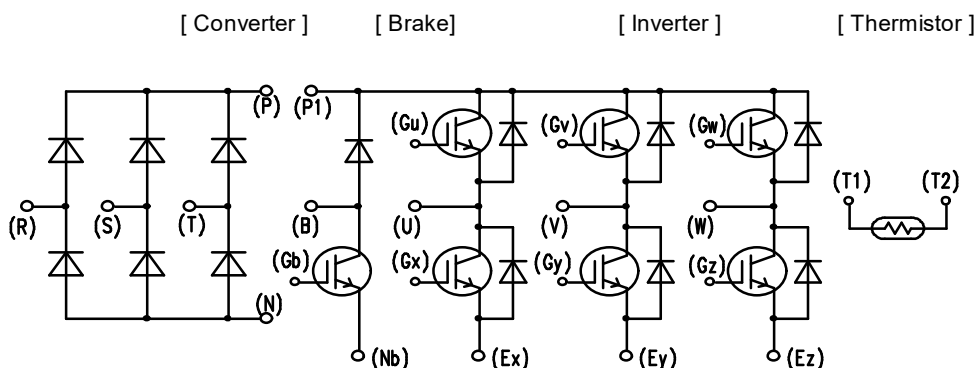 [ Converter ] [ Brake] [ Inverter ] [ Thermistor ]
(P) (P1)
(Gu) (Gv) (Gw)
(T1) (T2)
(R) (S) (T) (B) (U) (V) (W)
(Gb) (Gx) (Gy) (Gz)
(N)
(Nb) (Ex) (Ey) (Ez)